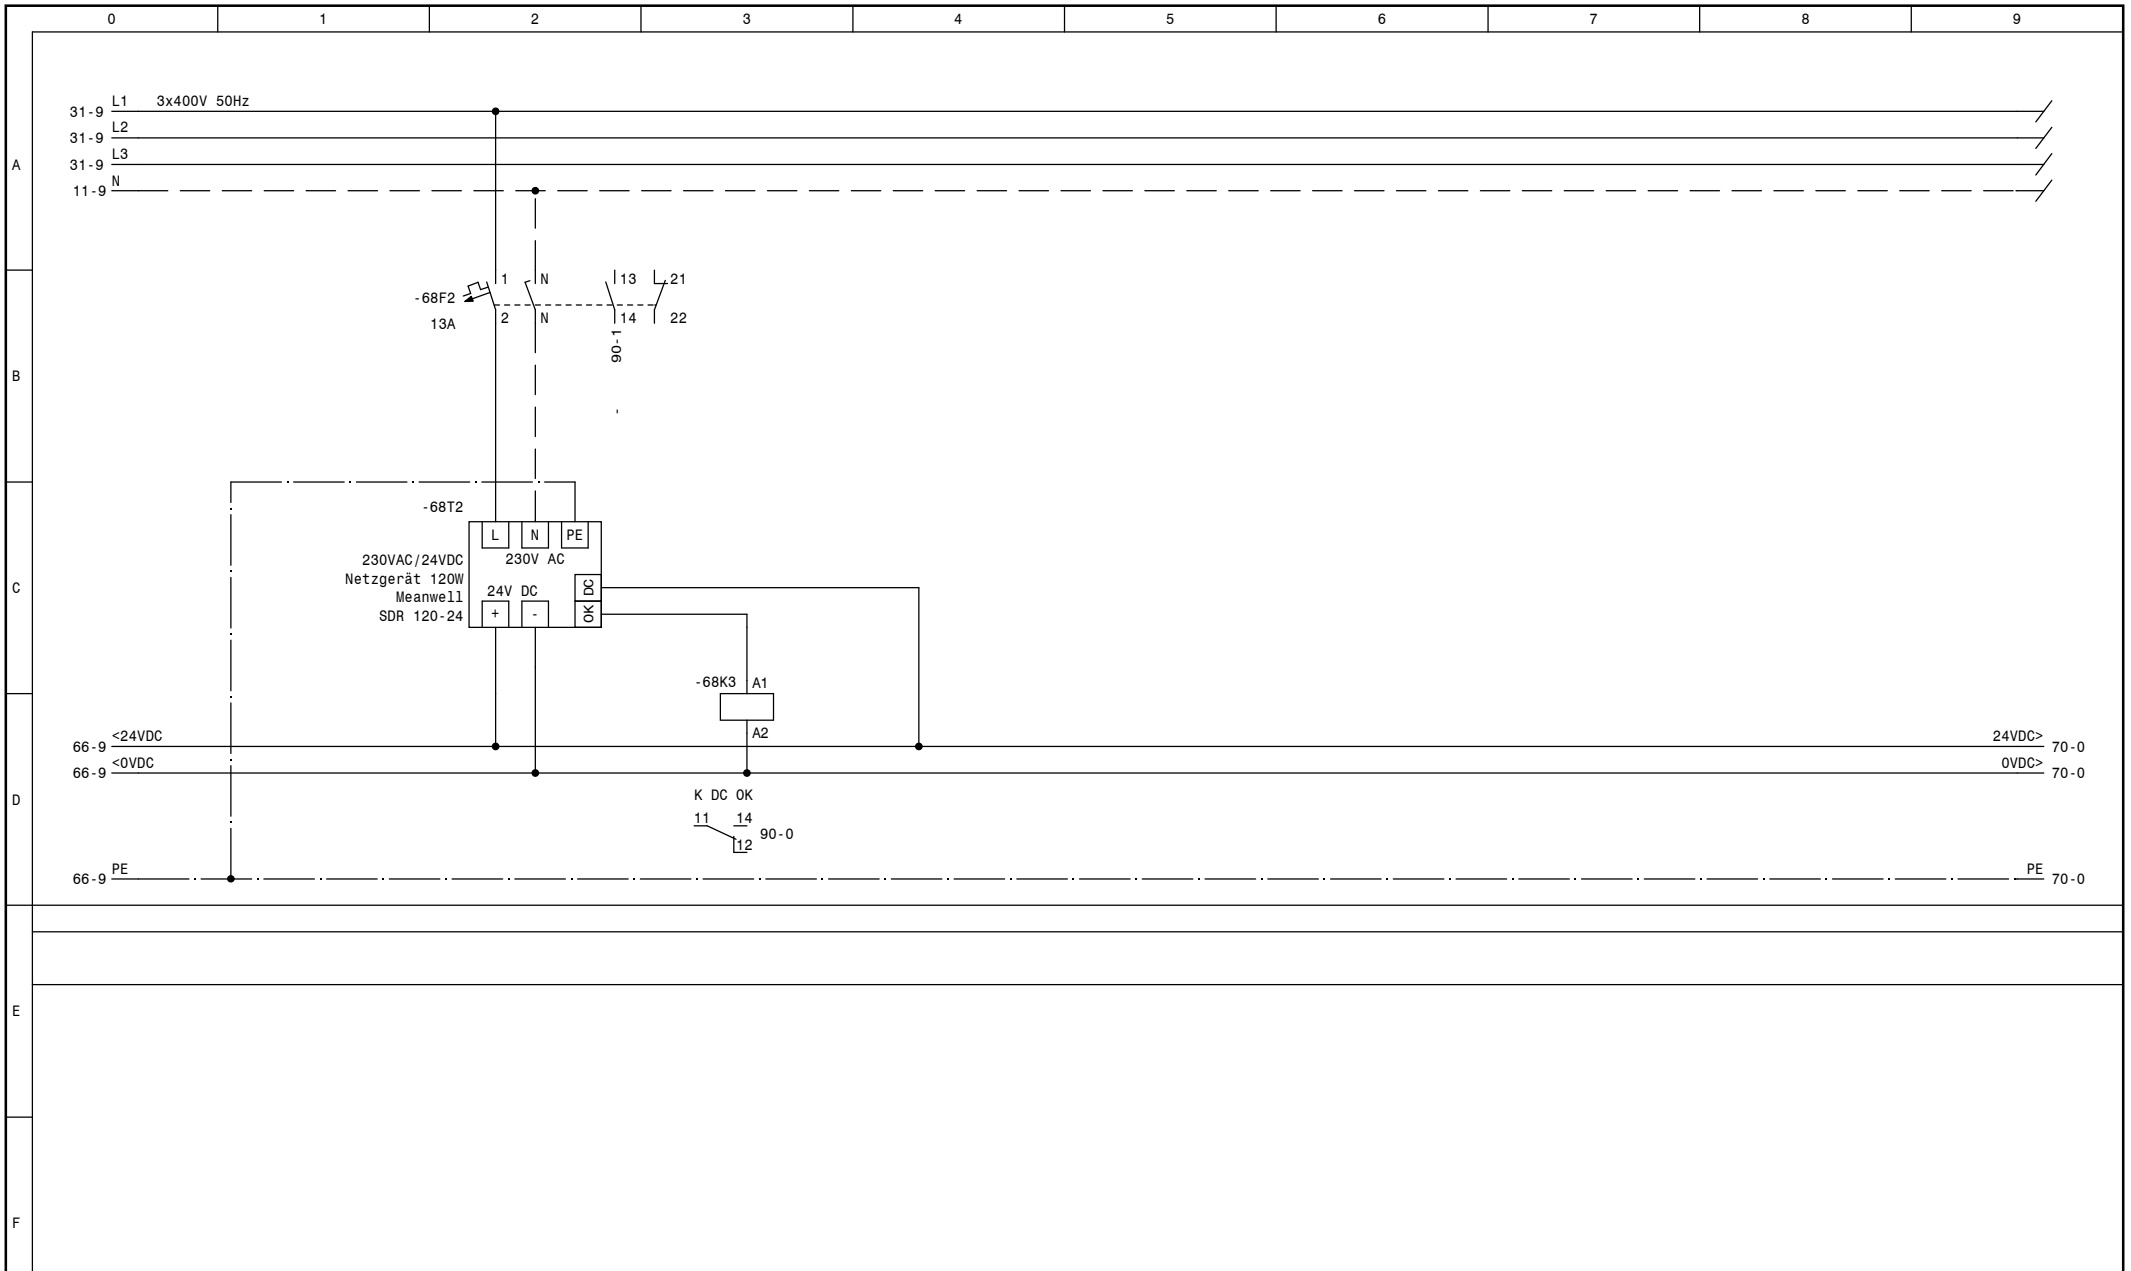 0 1 2 3 4 5 6 7 8 9
L1 3x400V 50Hz
31-9
L2
31-9
L3
31-9
N
11-9
A
1 N 13 21
-68F2
13A
2 N 14 22
90-1
B
-68T2
L N PE
230V AC
230VAC/24VDC
Netzgerät 120W
Meanwell
SDR 120-24
24V DC
+ -
DC
OK
C
-68K3 A1
A2
<24VDC 24VDC>
66-9 70-0
<0VDC 0VDC>
66-9 70-0
D
K DC OK
11 14
90-0
12
PE PE
66-9 70-0
E
F